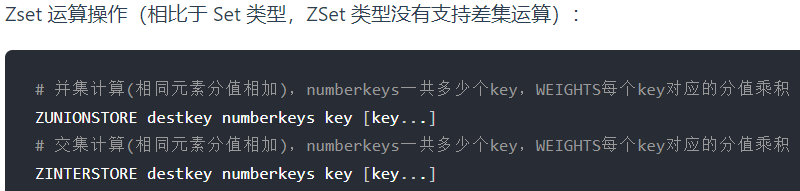 Zset 运算操作（相比于 Set 类型，ZSet 类型没有支持差集运算）：
# 并集计算(相同元素分值相加)，numberkeys一共多少个key，WEIGHTS每个key对应的分值乘积
ZUNIONSTORE destkey numberkeys key [key...]
# 交集计算(相同元素分值相加)，numberkeys一共多少个key，WEIGHTS每个key对应的分值乘积
ZINTERSTORE destkey numberkeys key [key...]